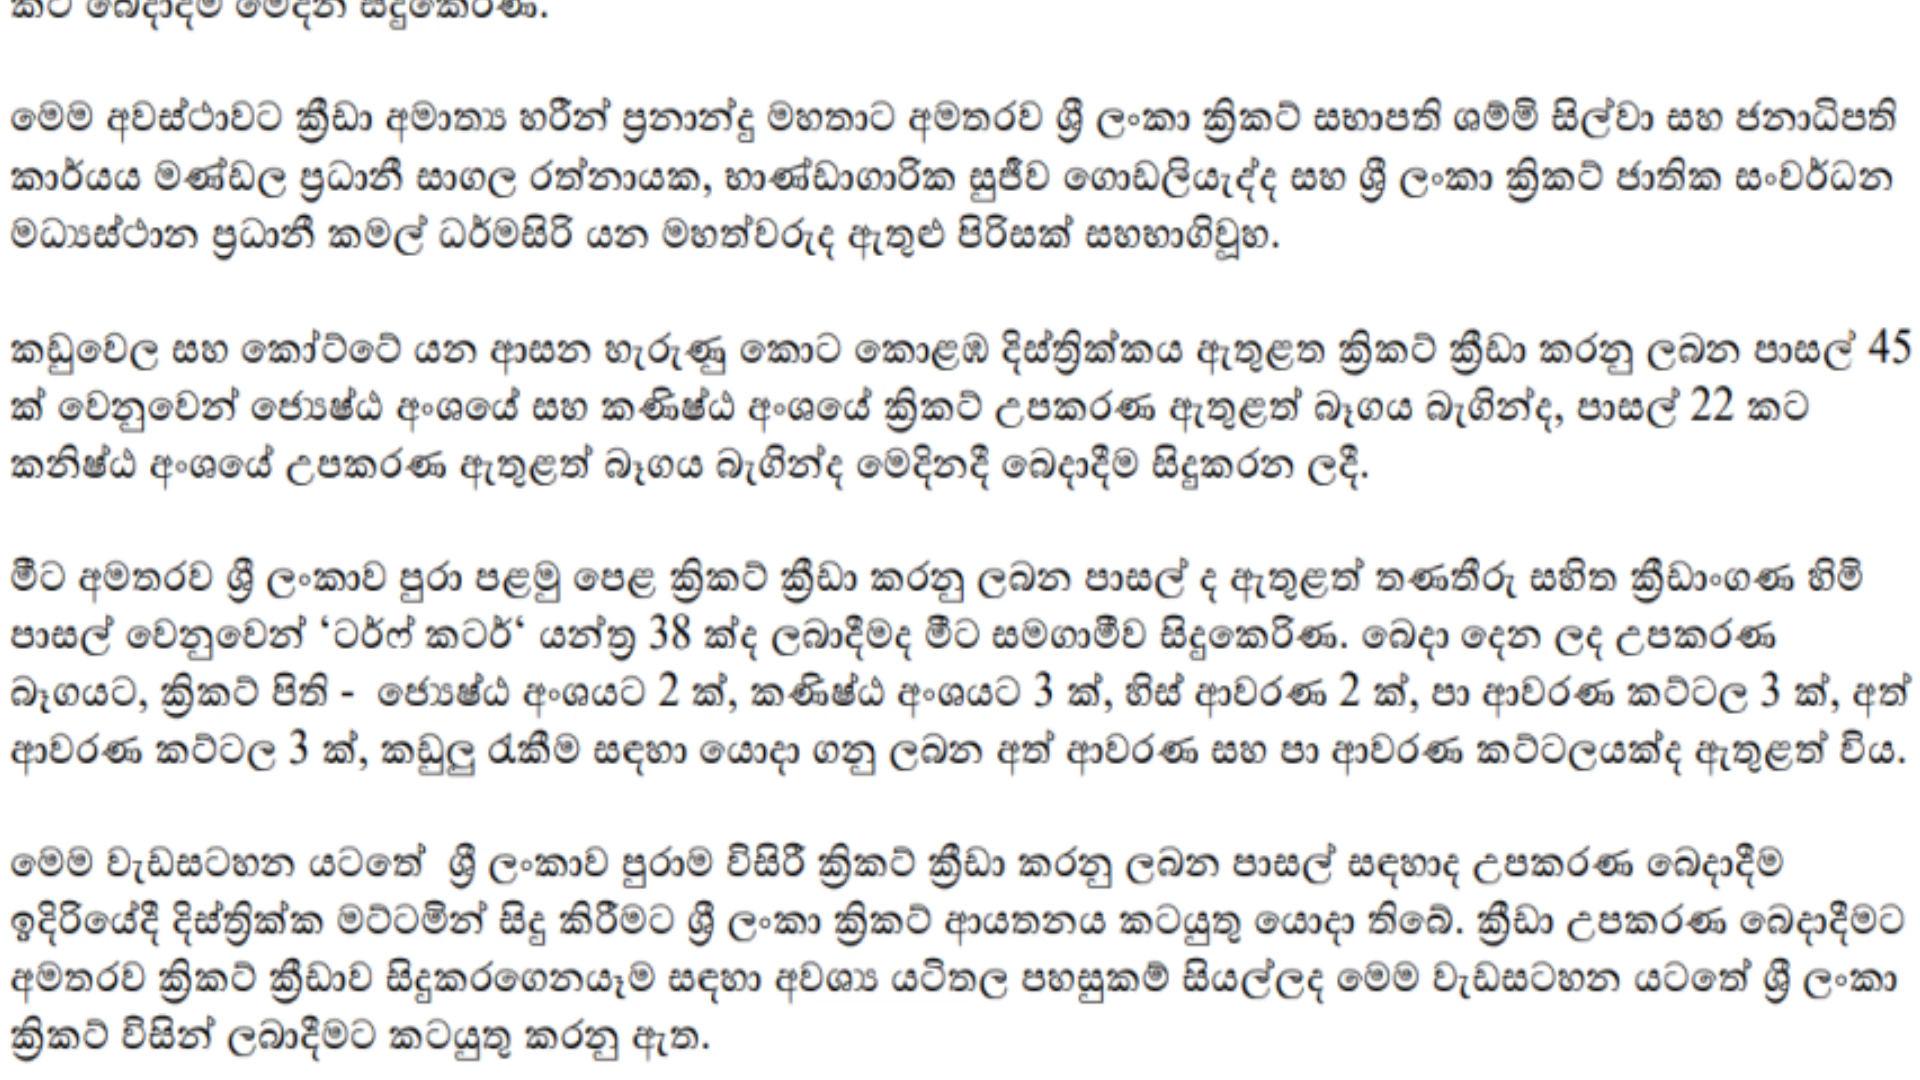 කට බෙදාදීම මෙදින සිදුකෙරිණ.
මෙම අවස්ථාවට ක්‍රීඩා අමාත්‍ය හරීන් ප්‍රනාන්දු මහතාට අමතරව ශ්‍රී ලංකා ක්‍රිකට් සභාපති ශම්මි සිල්වා සහ ජනාධිපති
කාර්යය මණ්ඩල ප්‍රධානී සාගල රත්නායක, භාණ්ඩාගාරික සුජීව ගොඩලියැද්ද සහ ශ්‍රී ලංකා ක්‍රිකට් ජාතික සංවර්ධන
මධ්‍යස්ථාන ප්‍රධානී කමල් ධර්මසිරි යන මහත්වරුද ඇතුළු පිරිසක් සහභාගිවූහ.
කඩුවෙල සහ කෝට්ටේ යන ආසන හැරුණු කොට කොළඹ දිස්ත්‍රික්කය ඇතුළත ක්‍රිකට් ක්‍රීඩා කරනු ලබන පාසල් 45
ක් වෙනුවෙන් ජ්‍යෙෂ්ඨ අංශයේ සහ කණිෂ්ඨ අංශයේ ක්‍රිකට් උපකරණ ඇතුළත් බෑගය බැගින්ද, පාසල් 22 කට
කනිෂ්ඨ අංශයේ උපකරණ ඇතුළත් බෑගය බැගින්ද මෙදිනදී බෙදාදීම සිදුකරන ලදී.
මීට අමතරව ශ්‍රී ලංකාව පුරා පළමු පෙළ ක්‍රිකට් ක්‍රීඩා කරනු ලබන පාසල් ද ඇතුළත් තණතීරු සහිත ක්‍රීඩාංගණ හිමි
පාසල් වෙනුවෙන් ‘ටර්ෆ් කටර්‘ යන්ත්‍ර 38 ක්ද ලබාදීමද මීට සමගාමීව සිදුකෙරිණ. බෙදා දෙන ලද උපකරණ
බෑගයට, ක්‍රිකට් පිති - ජ්‍යෙෂ්ඨ අංශයට 2 ක්, කණිෂ්ඨ අංශයට 3 ක්, හිස් ආවරණ 2 ක්, පා ආවරණ කට්ටල 3 ක්, අත්
ආවරණ කට්ටල 3 ක්, කඩුලු රැකීම සඳහා යොදා ගනු ලබන අත් ආවරණ සහ පා ආවරණ කට්ටලයක්ද ඇතුළත් විය.
මෙම වැඩසටහන යටතේ ශ්‍රී ලංකාව පුරාම විසිරී ක්‍රිකට් ක්‍රීඩා කරනු ලබන පාසල් සඳහාද උපකරණ බෙදාදීම
ඉදිරියේදී දිස්ත්‍රික්ක මට්ටමින් සිදු කිරීමට ශ්‍රී ලංකා ක්‍රිකට් ආයතනය කටයුතු යොදා තිබේ. ක්‍රීඩා උපකරණ බෙදාදීමට
අමතරව ක්‍රිකට් ක්‍රීඩාව සිදුකරගෙනයෑම සඳහා අවශ්‍ය යටිතල පහසුකම් සියල්ලද මෙම වැඩසටහන යටතේ ශ්‍රී ලංකා
ක්‍රිකට් විසින් ලබාදීමට කටයුතු කරනු ඇත.